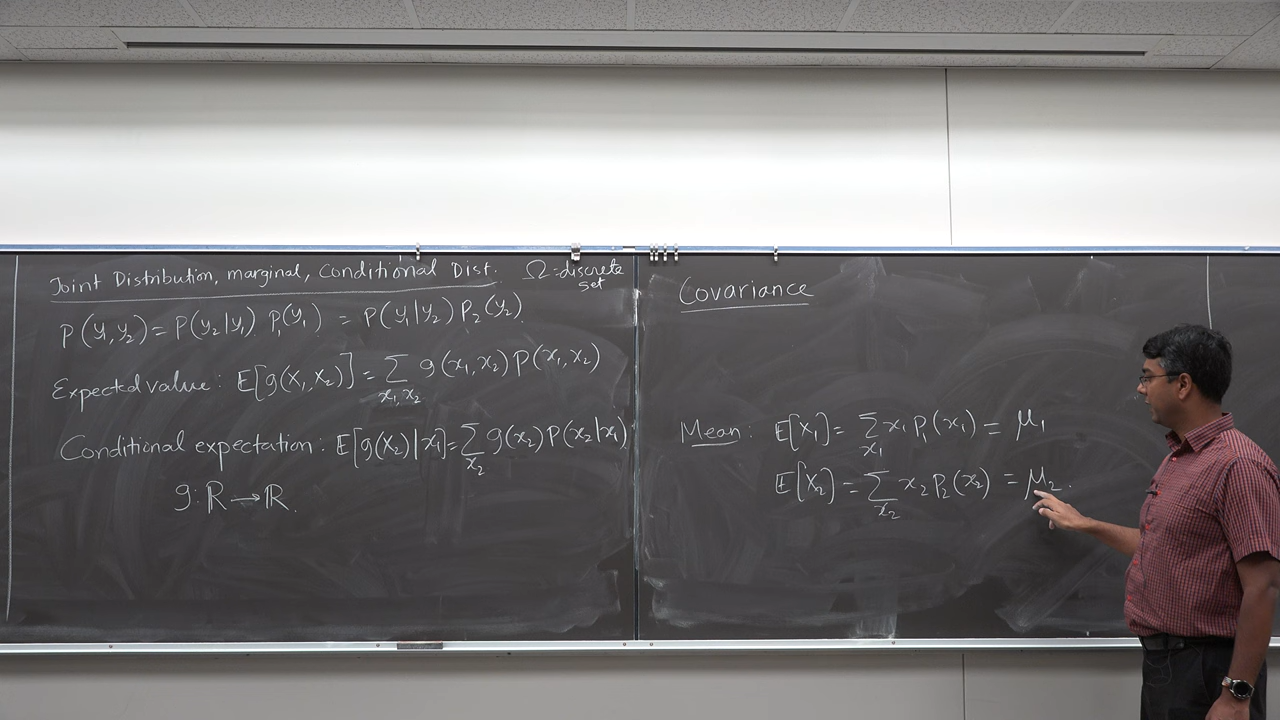 Joint Distribution, marginal, Conditional Dist. Ω = discrete set
P(y₁,y₂) = P(y₂|y₁) P₁(y₁) = P(y₁|y₂) P₂(y₂)
Expected value: E[g(X₁,X₂)] = ∑_{x₁,x₂} g(x₁,x₂) P(x₁,x₂)
Conditional expectation: E[g(X₂)|x₁] = ∑_{x₂} g(x₂) P(x₂|x₁)
g: ℝ → ℝ.
Covariance
Mean: E[X₁] = ∑_{x₁} x₁ P₁(x₁) = μ₁
E[X₂] = ∑_{x₂} x₂ P₂(x₂) = μ₂.